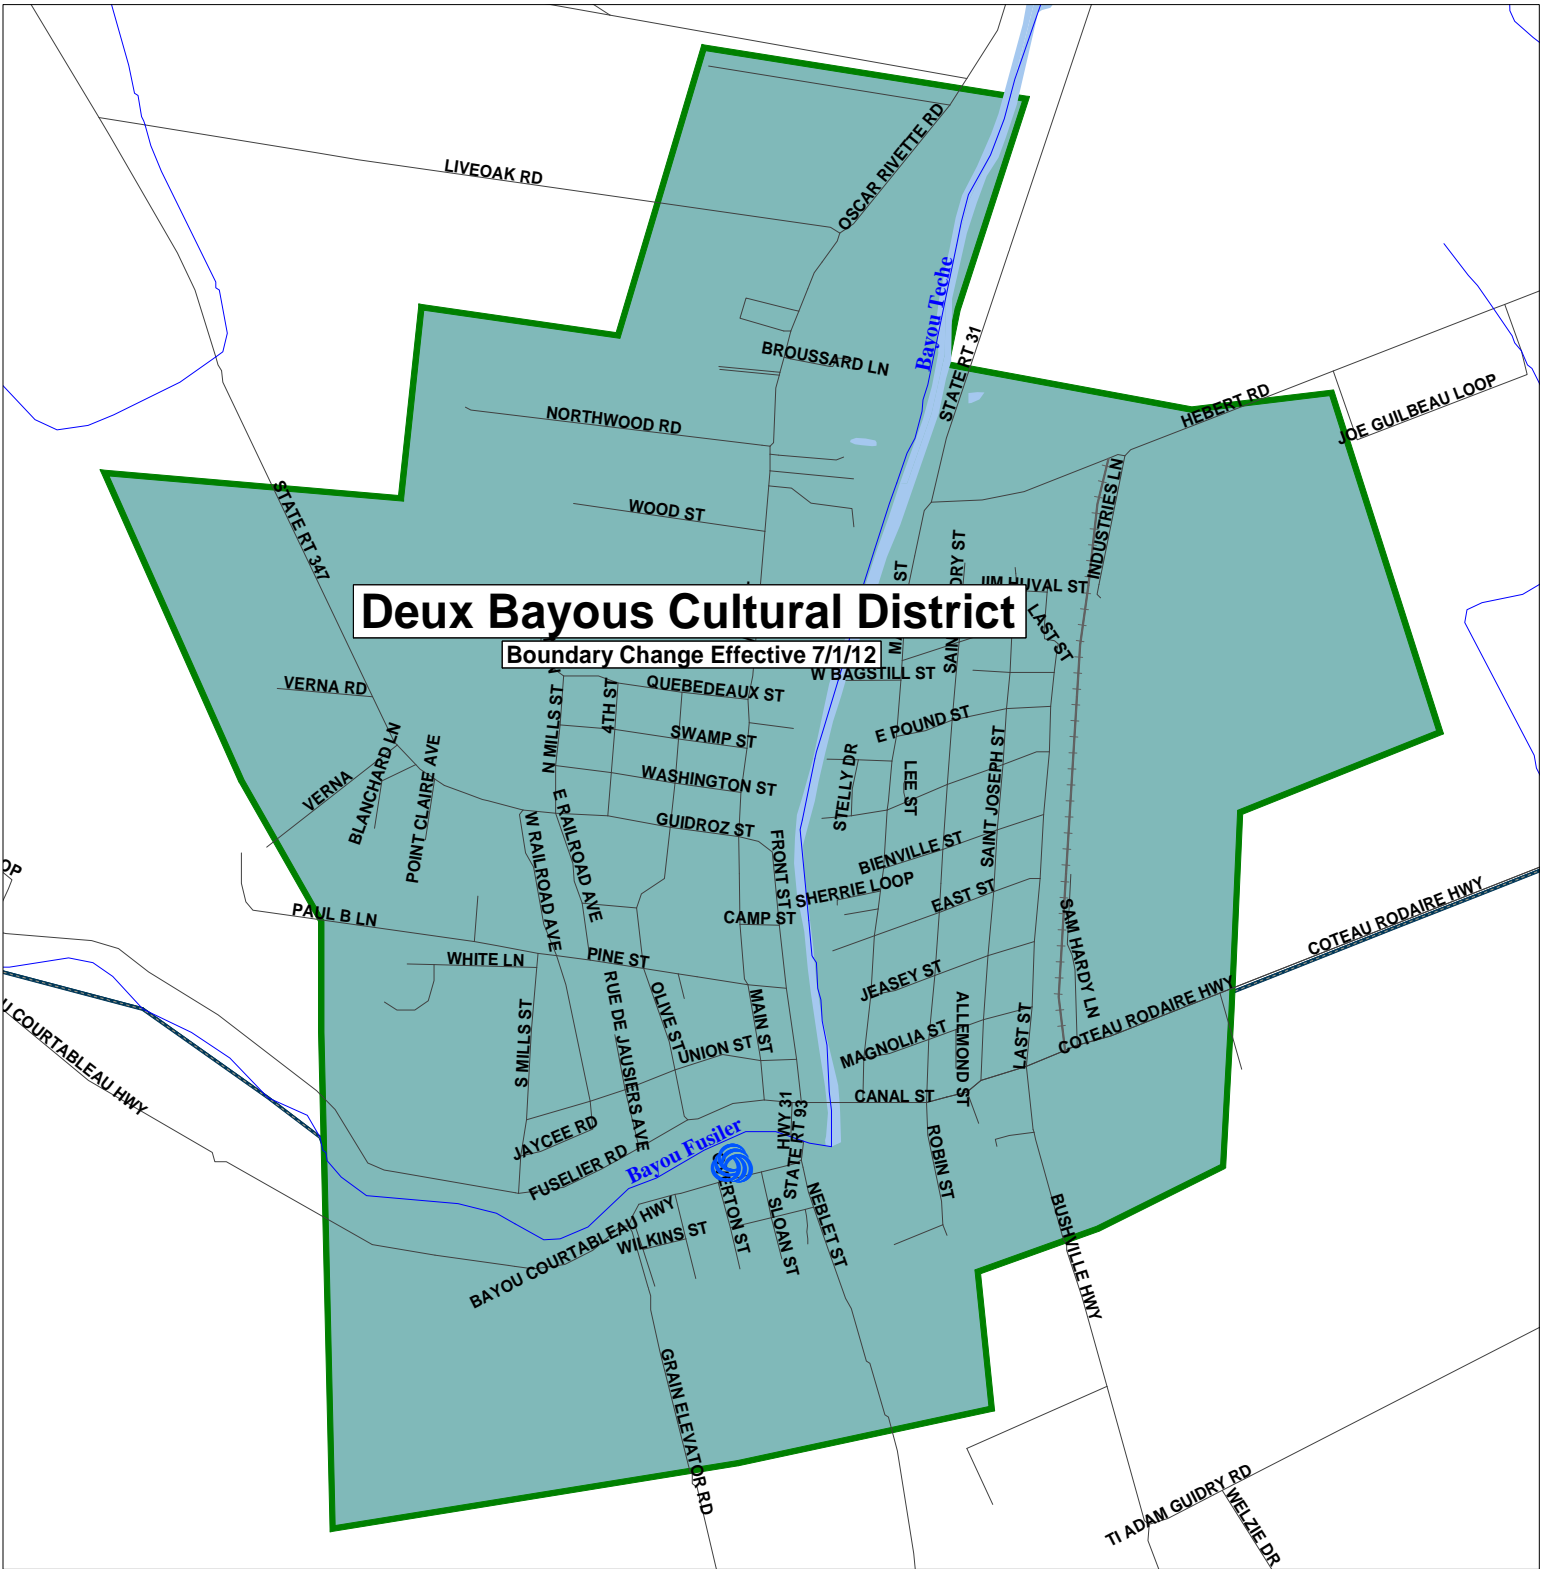 OSCAR RIVETTE RD
LIVEOAK RD
Bayou Teche
STATE RT 31
BROUSSARD LN
HEBERT RD
JOE GUILBEAU LOOP
NORTHWOOD RD
INDUSTRIES LN
STATE RT 347
WOOD ST
JIM HUVAL ST
Deux Bayous Cultural District
Boundary Change Effective 7/1/12
LAST ST
W BAGSTILL ST
VERNA RD
QUEBEDEAUX ST
4TH ST
N MILLS ST
E POUND ST
SWAMP ST
BLANCHARD LN
POINT CLAIRE AVE
VERNA
WASHINGTON ST
STELLY DR
LEE ST
SAINT JOSEPH ST
GUIDROZ ST
E RAILROAD AVE
W RAILROAD AVE
FRONT ST
BIENVILLE ST
SHERRIE LOOP
EAST ST
PAUL B LN
CAMP ST
SAM HARDY LN
COTEAU RODAIRE HWY
WHITE LN
PINE ST
JEASEY ST
S MILLS ST
RUE DE JAUSIERS AVE
OLIVE ST
MAIN ST
ALLEMOND ST
LAST ST
COTEAU RODAIRE HWY
U COURTABLEAU HWY
UNION ST
MAGNOLIA ST
CANAL ST
HWY 31
STATE RT 93
JAYCEE RD
FUSELIER RD
Bayou Fusiler
ROBIN ST
BAYOU COURTABLEAU HWY
WILKINS ST
SLOAN ST
NEBLET ST
BUSHVILLE HWY
GRAIN ELEVATOR RD
TI ADAM GUIDRY RD
WELZIE DR